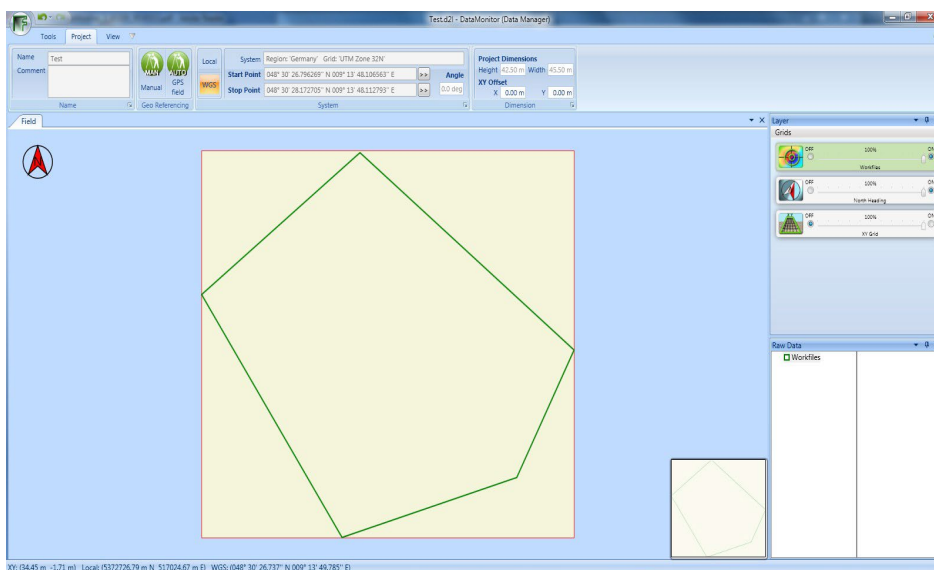 Test.d2l - DataMonitor (Data Manager)
Tools Project View
Name Test
Comment
Name
MAN AUTO
Manual GPS field
Geo Referencing
Local
WGS
System Region: 'Germany' Grid: 'UTM Zone 32N'
Start Point 048° 30' 26.796269'' N 009° 13' 48.106563'' E >> Angle
Stop Point 048° 30' 28.172705'' N 009° 13' 48.112793'' E >> 0.0 deg
System
Project Dimensions
Height 42.50 m Width 45.50 m
XY Offset
X 0.00 m Y 0.00 m
Dimension
Field
Layer
Grids
OFF 100% ON
Workfiles
OFF 100% ON
North Heading
OFF 100% ON
XY Grid
Raw Data
Workfiles
XY: (34.45 m -1.71 m) Local: (5372726.79 m N 517024.67 m E) WGS: (048° 30' 26.737'' N 009° 13' 49.785'' E)